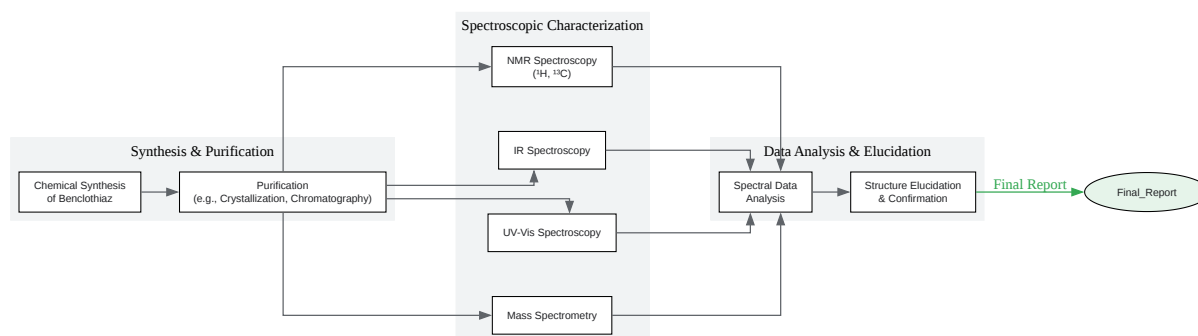 Spectroscopic Characterization
NMR Spectroscopy
(¹H, ¹³C)
Synthesis & Purification
IR Spectroscopy
Data Analysis & Elucidation
Chemical Synthesis
of Benclothiaz
Purification
(e.g., Crystallization, Chromatography)
Spectral Data
Analysis
Structure Elucidation
& Confirmation
Final Report
Final_Report
UV-Vis Spectroscopy
Mass Spectrometry